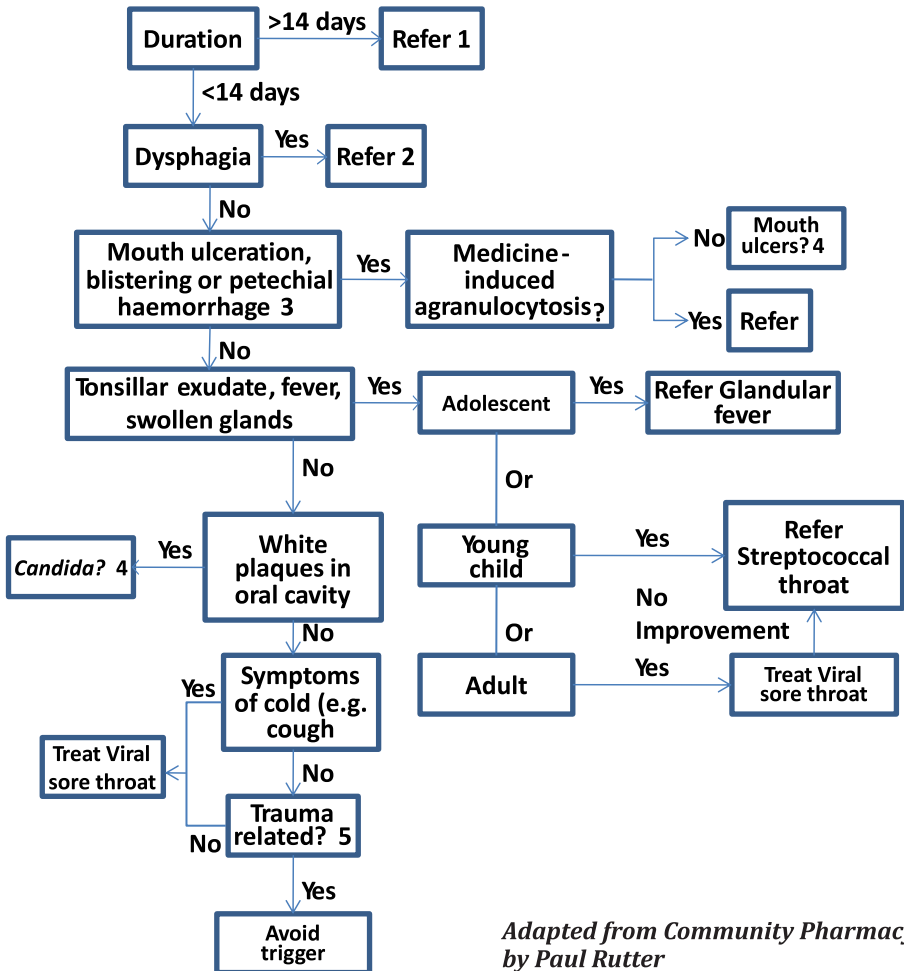 Duration
>14 days
Refer 1
<14 days
Dysphagia
Yes
Refer 2
No
Mouth ulceration,
blistering or petechial
haemorrhage 3
Yes
Medicine-
induced
agranulocytosis?
No
Mouth
ulcers? 4
Yes
Refer
No
Tonsillar exudate, fever,
swollen glands
Yes
Adolescent
Yes
Refer Glandular
fever
No
Or
White
plaques in
oral cavity
Yes
Candida? 4
Young
child
Yes
Refer
Streptococcal
throat
No
Improvement
No
Or
Symptoms
of cold (e.g.
cough
Yes
Adult
Yes
Treat Viral
sore throat
Treat Viral
sore throat
No
Trauma
related? 5
No
Yes
Avoid
trigger
Adapted from Community Pharmacy
by Paul Rutter